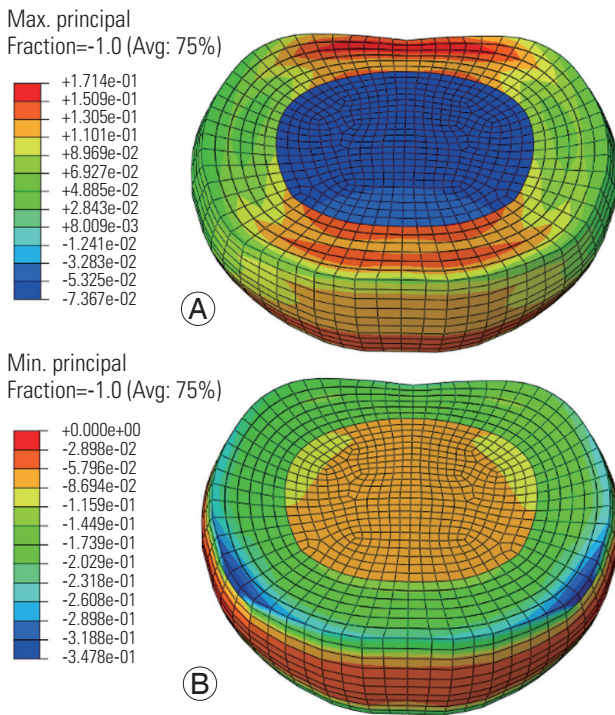 Max. principal
Fraction=-1.0 (Avg: 75%)
+1.714e-01
+1.509e-01
+1.305e-01
+1.101e-01
+8.969e-02
+6.927e-02
+4.885e-02
+2.843e-02
+8.009e-03
-1.241e-02
-3.283e-02
-5.325e-02
-7.367e-02
A
Min. principal
Fraction=-1.0 (Avg: 75%)
+0.000e+00
-2.898e-02
-5.796e-02
-8.694e-02
-1.159e-01
-1.449e-01
-1.739e-01
-2.029e-01
-2.318e-01
-2.608e-01
-2.898e-01
-3.188e-01
-3.478e-01
B